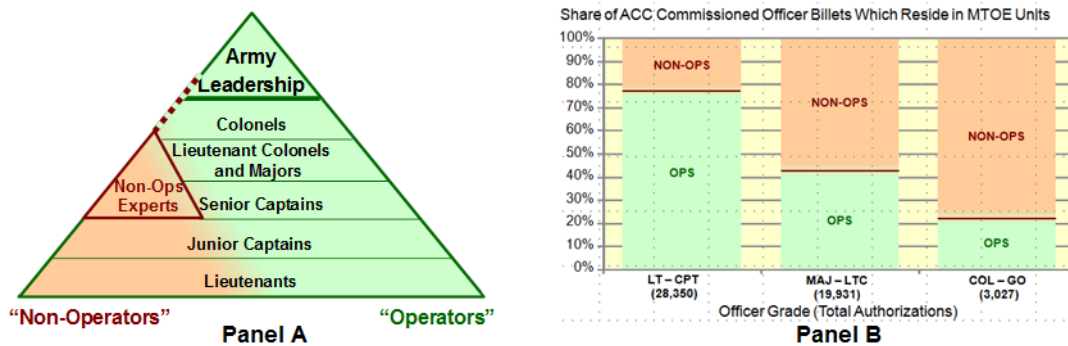 Army
Leadership
Colonels
Lieutenant Colonels
and Majors
Non-Ops
Experts
Senior Captains
Junior Captains
Lieutenants
“Non-Operators”
“Operators”
Panel A
Share of ACC Commissioned Officer Billets Which Reside in MTOE Units
100%
90%
80%
70%
60%
50%
40%
30%
20%
10%
0%
NON-OPS
OPS
NON-OPS
OPS
NON-OPS
OPS
LT – CPT
(28,350)
MAJ – LTC
(19,931)
COL – GO
(3,027)
Officer Grade (Total Authorizations)
Panel B